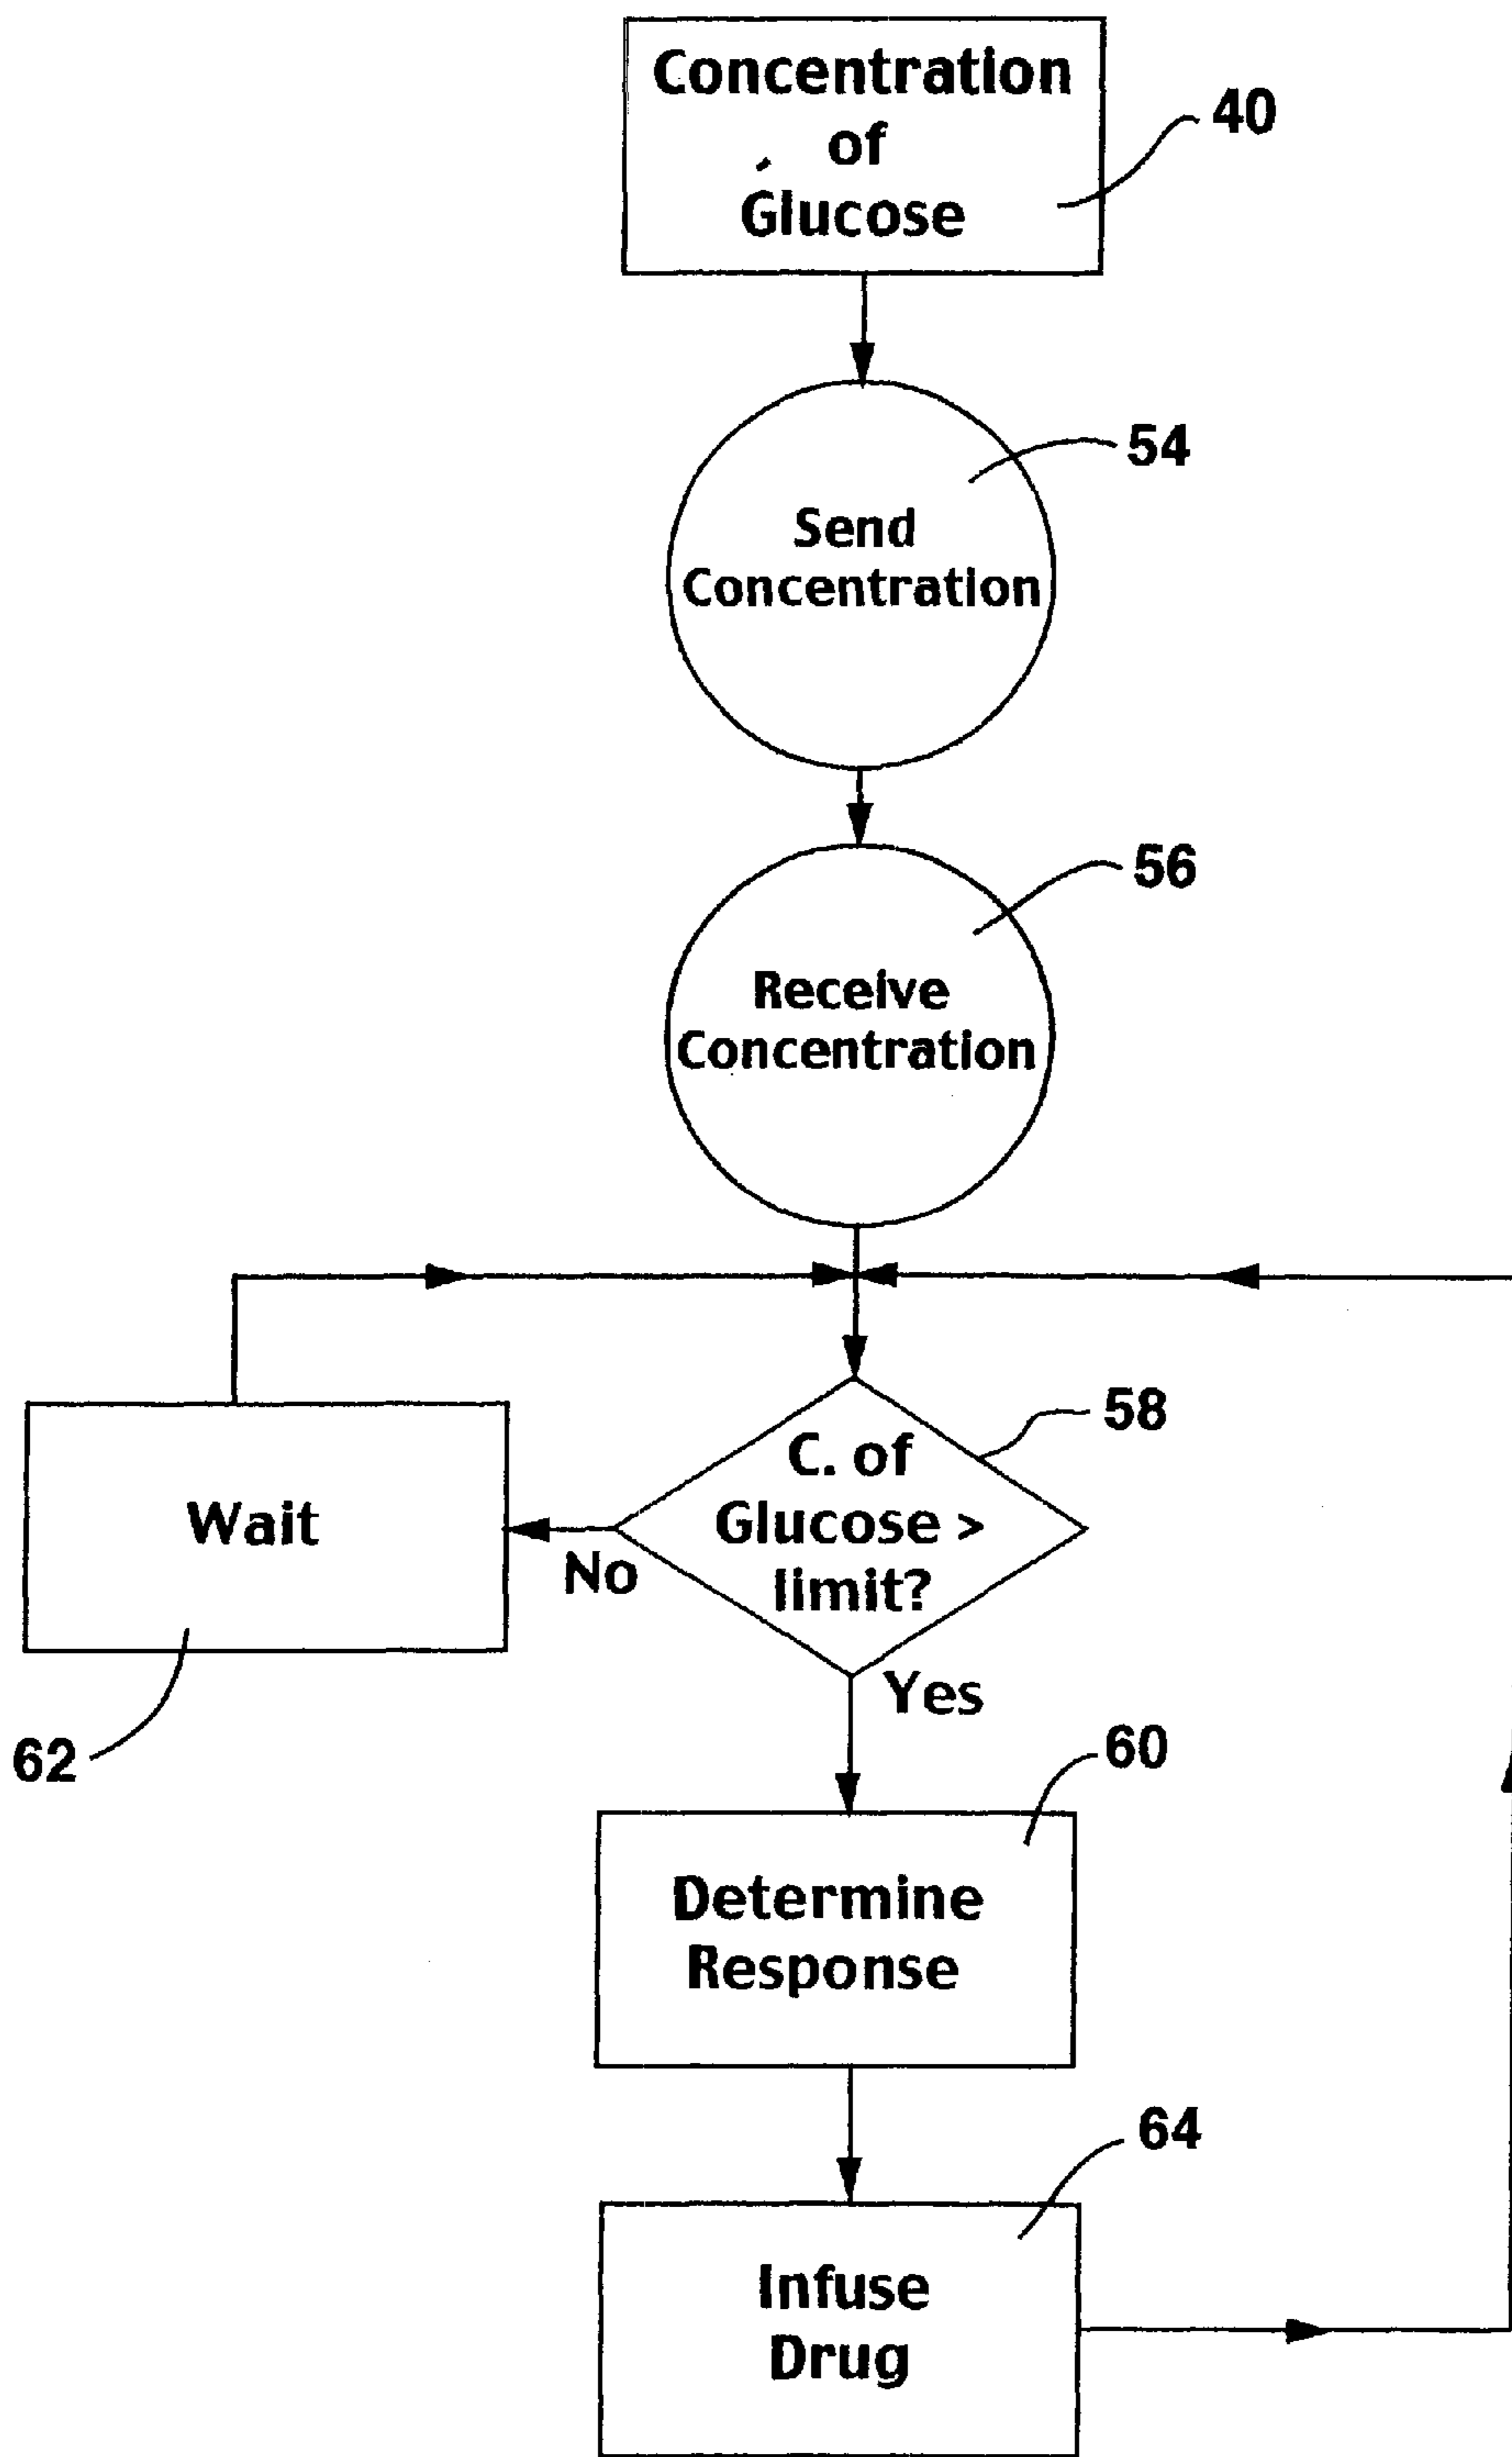 Concentration
of
Glucose
40
54
Send
Concentration
56
Receive
Concentration
58
C. of
Glucose >
limit?
Wait
No
Yes
62
60
Determine
Response
64
Infuse
Drug